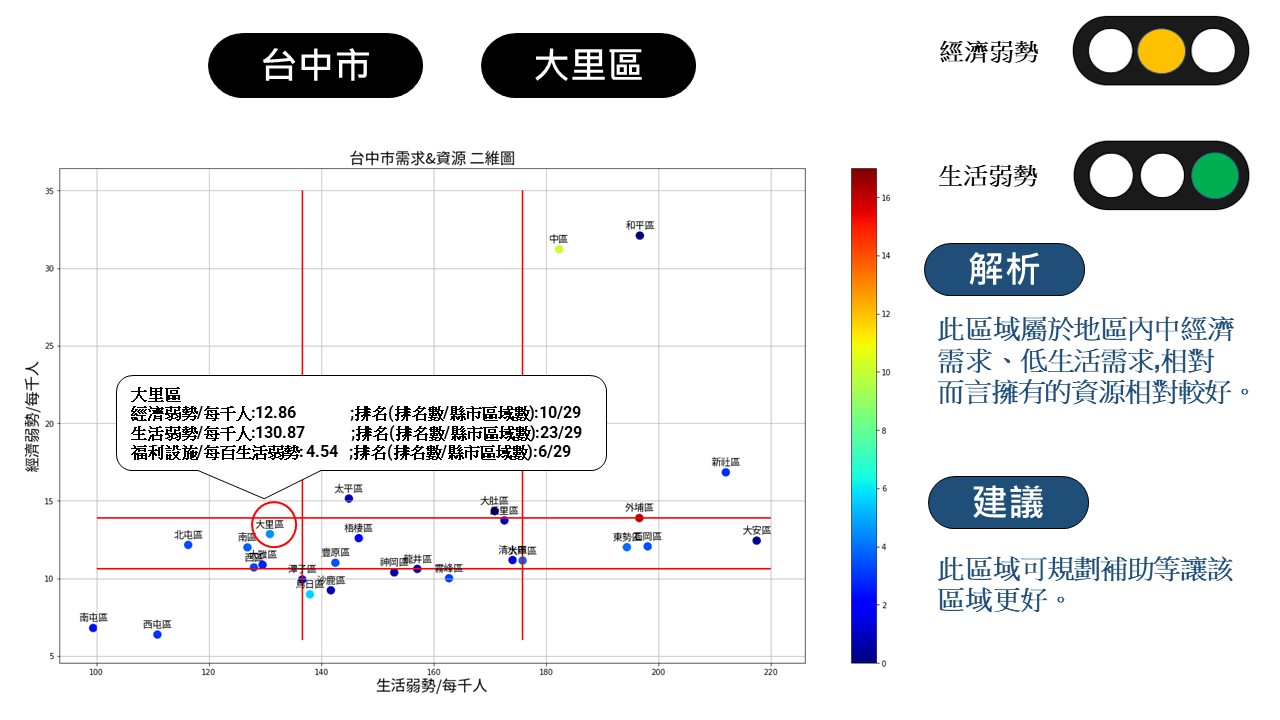 台中市
大里區
經濟弱勢
生活弱勢
解析
此區域屬於地區內中經濟
需求、低生活需求,相對
而言擁有的資源相對較好。
建議
此區域可規劃補助等讓該
區域更好。
台中市需求&資源 二維圖
經濟弱勢/每千人
35
30
25
20
15
10
5
和平區
中區
大里區
經濟弱勢/每千人:12.86 ;排名(排名數/縣市區域數):10/29
生活弱勢/每千人:130.87 ;排名(排名數/縣市區域數):23/29
福利設施/每百生活弱勢: 4.54 ;排名(排名數/縣市區域數):6/29
新社區
太平區
大肚區
外埔區
大里區
北屯區
南區
梧棲區
大安區
東勢區
豐原區
神岡區
龍井區
霧峰區
潭子區
烏日區
沙鹿區
南屯區
西屯區
100
120
140
160
180
200
220
生活弱勢/每千人
16
14
12
10
8
6
4
2
0